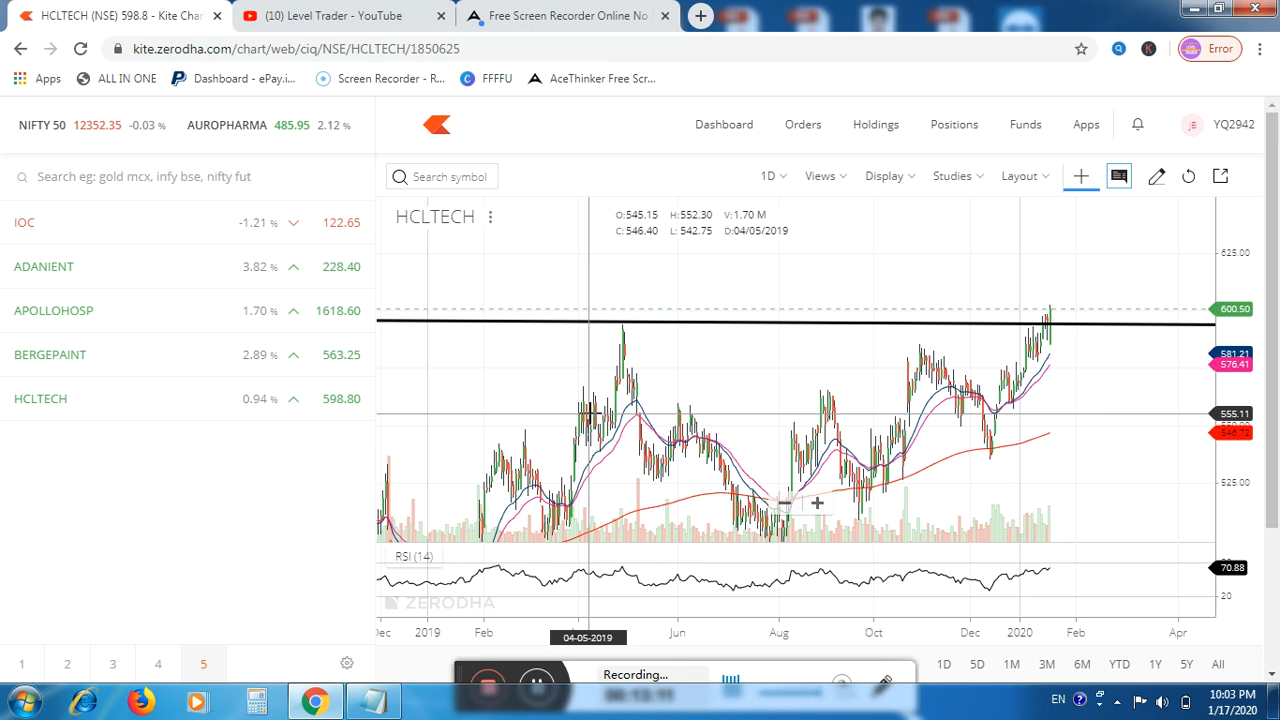 HCLTECH (NSE) 598.8 - Kite Char
(10) Level Trader - YouTube
Free Screen Recorder Online No
kite.zerodha.com/chart/web/ciq/NSE/HCLTECH/1850625
Error
Apps
ALL IN ONE
Dashboard - ePay.i...
Screen Recorder - R...
FFFFU
AceThinker Free Scr...
NIFTY 50 12352.35 -0.03 %
AUROPHARMA 485.95 2.12 %
Dashboard
Orders
Holdings
Positions
Funds
Apps
JB
YQ2942
Search eg: gold mcx, infy bse, nifty fut
Search symbol
1D
Views
Display
Studies
Layout
IOC -1.21 % 122.65
ADANIENT 3.82 % 228.40
APOLLOHOSP 1.70 % 1618.60
BERGEPAINT 2.89 % 563.25
HCLTECH 0.94 % 598.80
HCLTECH
O:545.15 H:552.30 V:1.70 M
C:546.40 L:542.75 D:04/05/2019
625.00
600.50
581.21
576.41
555.11
546.72
525.00
RSI (14)
70.88
20
ZERODHA
Dec 2019 Feb Jun Aug Oct Dec 2020 Feb Apr
04-05-2019
1 2 3 4 5
Recording...
1D 5D 1M 3M 6M YTD 1Y 5Y All
EN
10:03 PM
1/17/2020